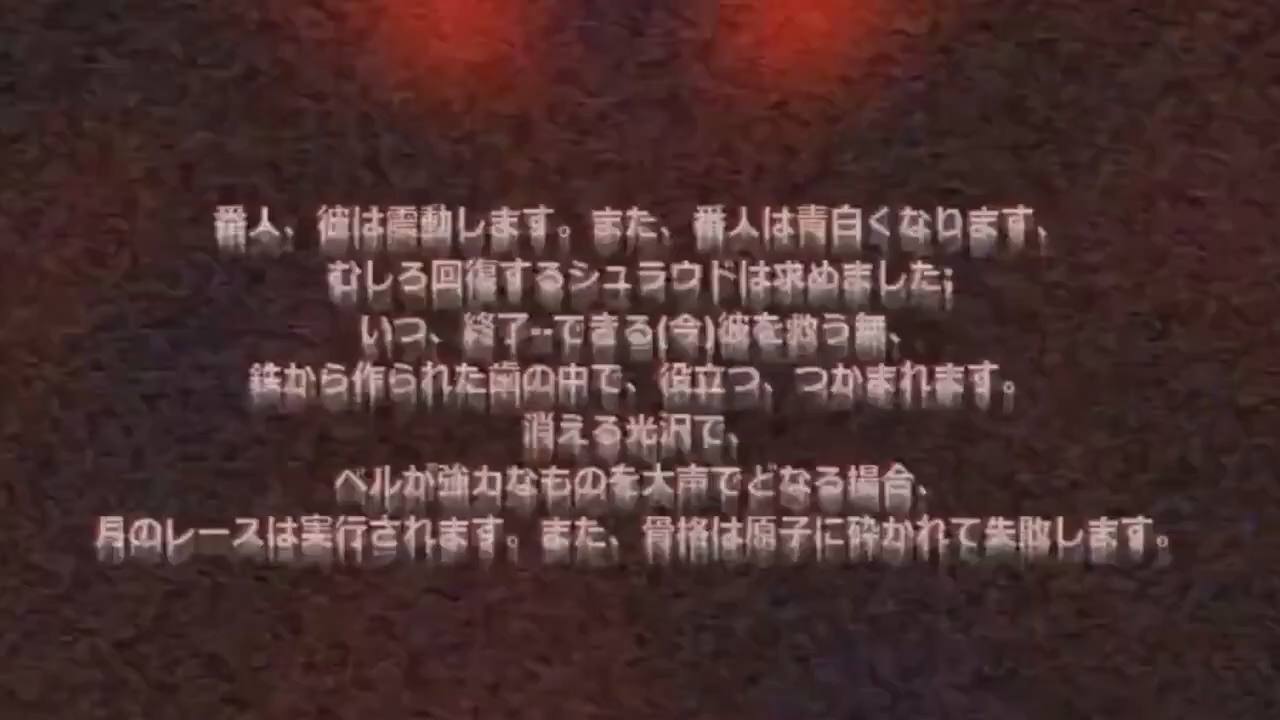 番人、彼は震動します。また、番人は青白くなります、
むしろ回復するシュラウドは求めました;
いつ、終了--できる(今)彼を救う無、
鉄から作られた歯の中で、役立つ、つかまれます。
消える光沢で、
ベルが強力なものを大声でどなる場合、
月のレースは実行されます。また、骨格は原子に砕かれて失敗します。